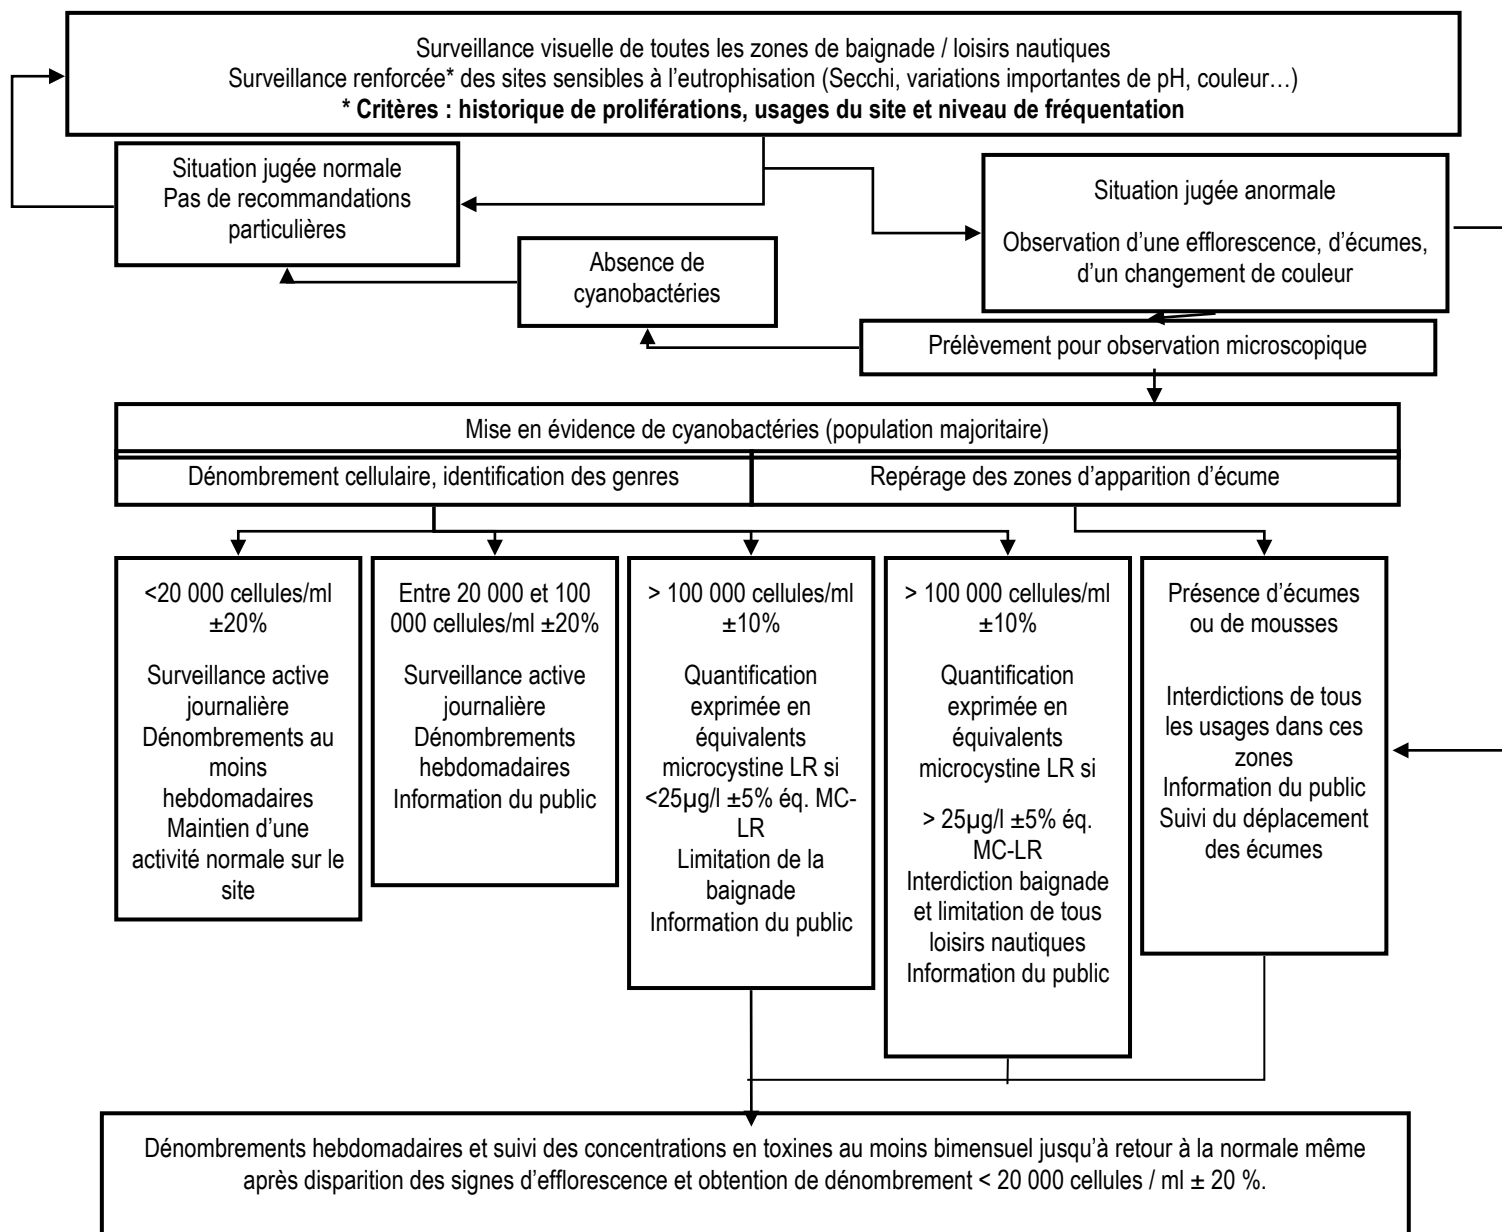 Surveillance visuelle de toutes les zones de baignade / loisirs nautiques
Surveillance renforcée* des sites sensibles à l'eutrophisation (Secchi, variations importantes de pH, couleur…)
* Critères : historique de proliférations, usages du site et niveau de fréquentation
Situation jugée normale
Pas de recommandations
particulières
Situation jugée anormale
Observation d'une efflorescence, d'écumes,
d'un changement de couleur
Absence de
cyanobactéries
Prélèvement pour observation microscopique
Mise en évidence de cyanobactéries (population majoritaire)
Dénombrement cellulaire, identification des genres
Repérage des zones d'apparition d'écume
<20 000 cellules/ml
±20%
Surveillance active
journalière
Dénombrements au
moins
hebdomadaires
Maintien d'une
activité normale sur le
site
Entre 20 000 et 100
000 cellules/ml ±20%
Surveillance active
journalière
Dénombrements
hebdomadaires
Information du public
> 100 000 cellules/ml
±10%
Quantification
exprimée en
équivalents
microcystine LR si
<25µg/l ±5% éq. MC-
LR
Limitation de la
baignade
Information du public
> 100 000 cellules/ml
±10%
Quantification
exprimée en
équivalents
microcystine LR si
> 25µg/l ±5% éq.
MC-LR
Interdiction baignade
et limitation de tous
loisirs nautiques
Information du public
Présence d'écumes
ou de mousses
Interdictions de tous
les usages dans ces
zones
Information du public
Suivi du déplacement
des écumes
Dénombrements hebdomadaires et suivi des concentrations en toxines au moins bimensuel jusqu'à retour à la normale même
après disparition des signes d'efflorescence et obtention de dénombrement < 20 000 cellules / ml ± 20 %.